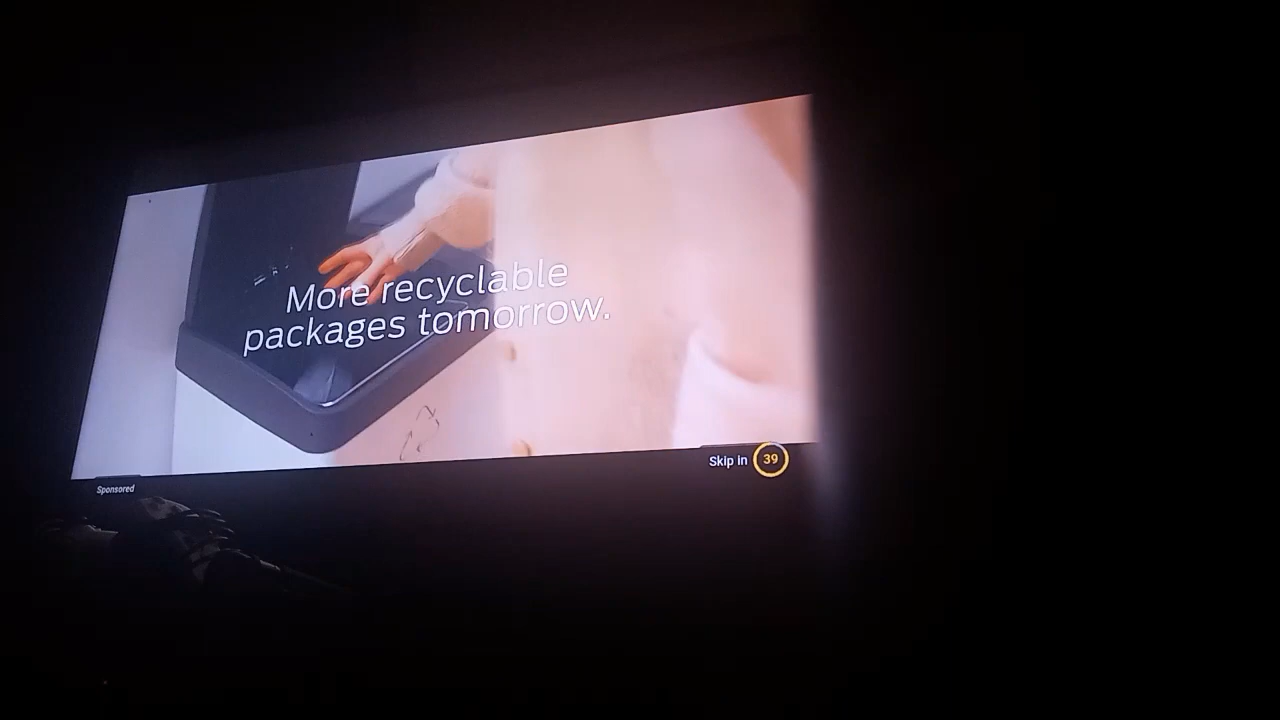 More recyclable
packages tomorrow.
Skip in 39
Sponsored